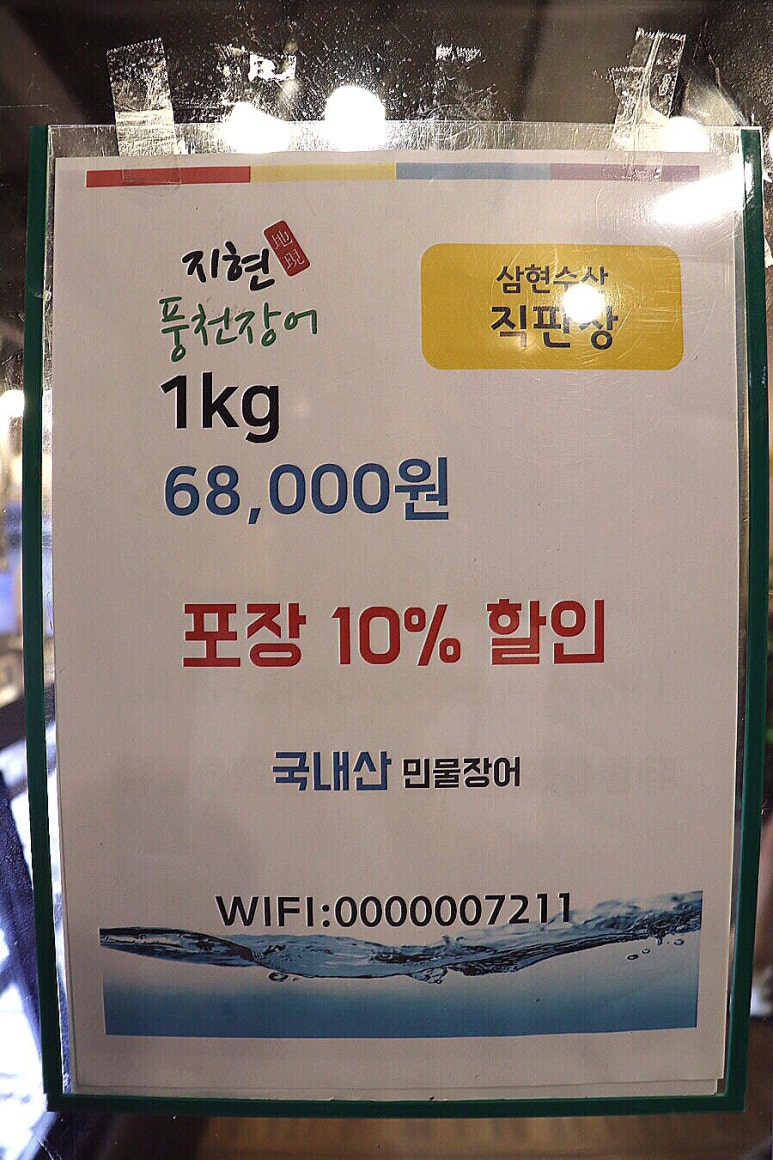 지현
地現
풍천장어
삼현수산
직판장
1kg
68,000원
포장 10% 할인
국내산 민물장어
WIFI:0000007211